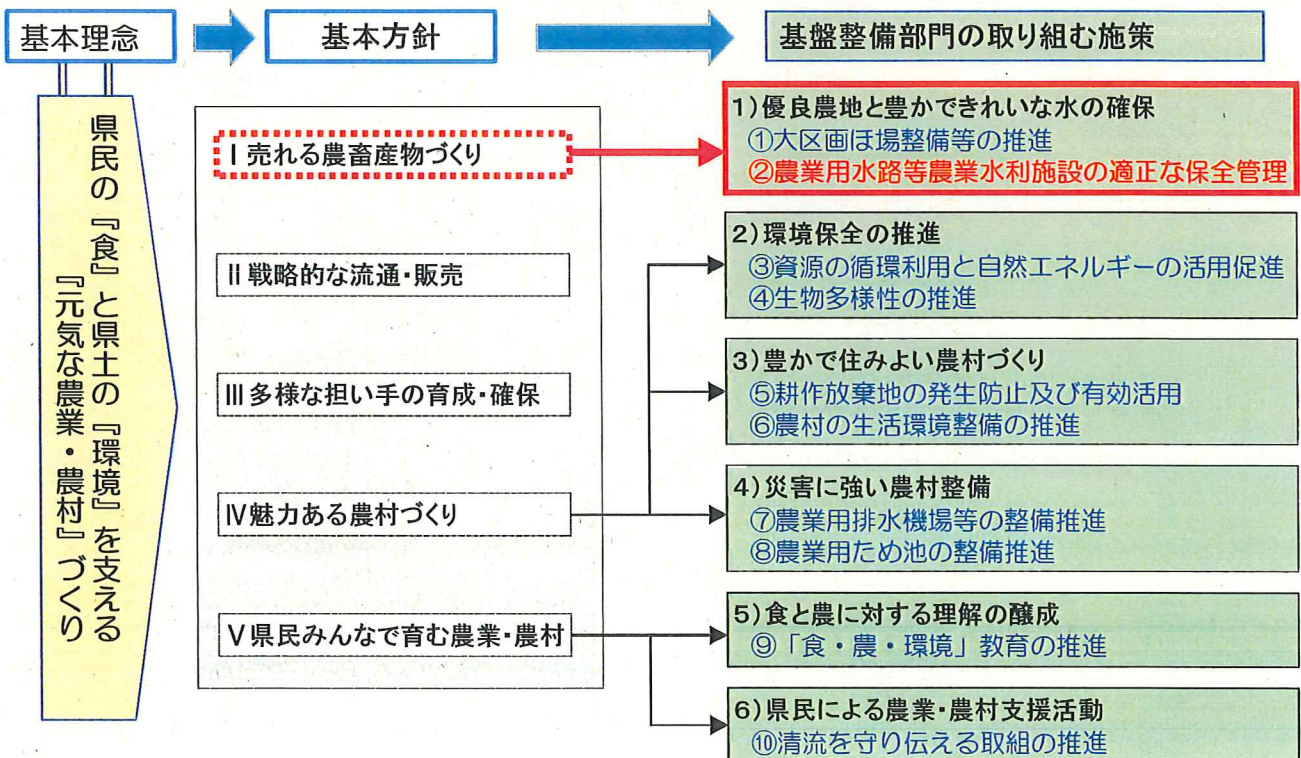 基本理念
基本方針
基盤整備部門の取り組む施策
県民の『食』と県土の『環境』を支える
『元気な農業・農村』づくり
Ⅰ売れる農畜産物づくり
Ⅱ戦略的な流通・販売
Ⅲ多様な担い手の育成・確保
Ⅳ魅力ある農村づくり
Ⅴ県民みんなで育む農業・農村
1)優良農地と豊かできれいな水の確保
①大区画ほ場整備等の推進
②農業用水路等農業水利施設の適正な保全管理
2)環境保全の推進
③資源の循環利用と自然エネルギーの活用促進
④生物多様性の推進
3)豊かで住みよい農村づくり
⑤耕作放棄地の発生防止及び有効活用
⑥農村の生活環境整備の推進
4)災害に強い農村整備
⑦農業用排水機場等の整備推進
⑧農業用ため池の整備推進
5)食と農に対する理解の醸成
⑨「食・農・環境」教育の推進
6)県民による農業・農村支援活動
⑩清流を守り伝える取組の推進